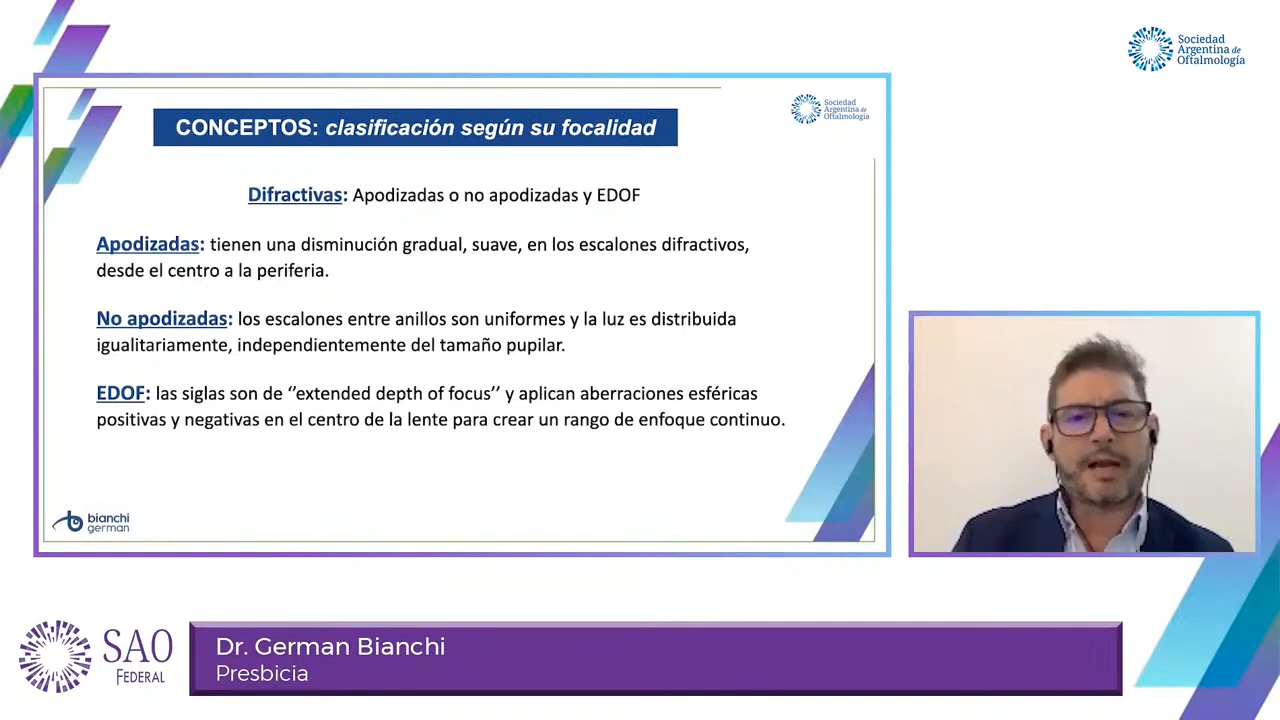 Sociedad
Argentina de
Oftalmología
CONCEPTOS: clasificación según su focalidad
Sociedad
Argentina de
Oftalmología
Difractivas: Apodizadas o no apodizadas y EDOF
Apodizadas: tienen una disminución gradual, suave, en los escalones difractivos,
desde el centro a la periferia.
No apodizadas: los escalones entre anillos son uniformes y la luz es distribuida
igualitariamente, independientemente del tamaño pupilar.
EDOF: las siglas son de ‘’extended depth of focus’’ y aplican aberraciones esféricas
positivas y negativas en el centro de la lente para crear un rango de enfoque continuo.
bianchi
german
SAO
FEDERAL
Dr. German Bianchi
Presbicia